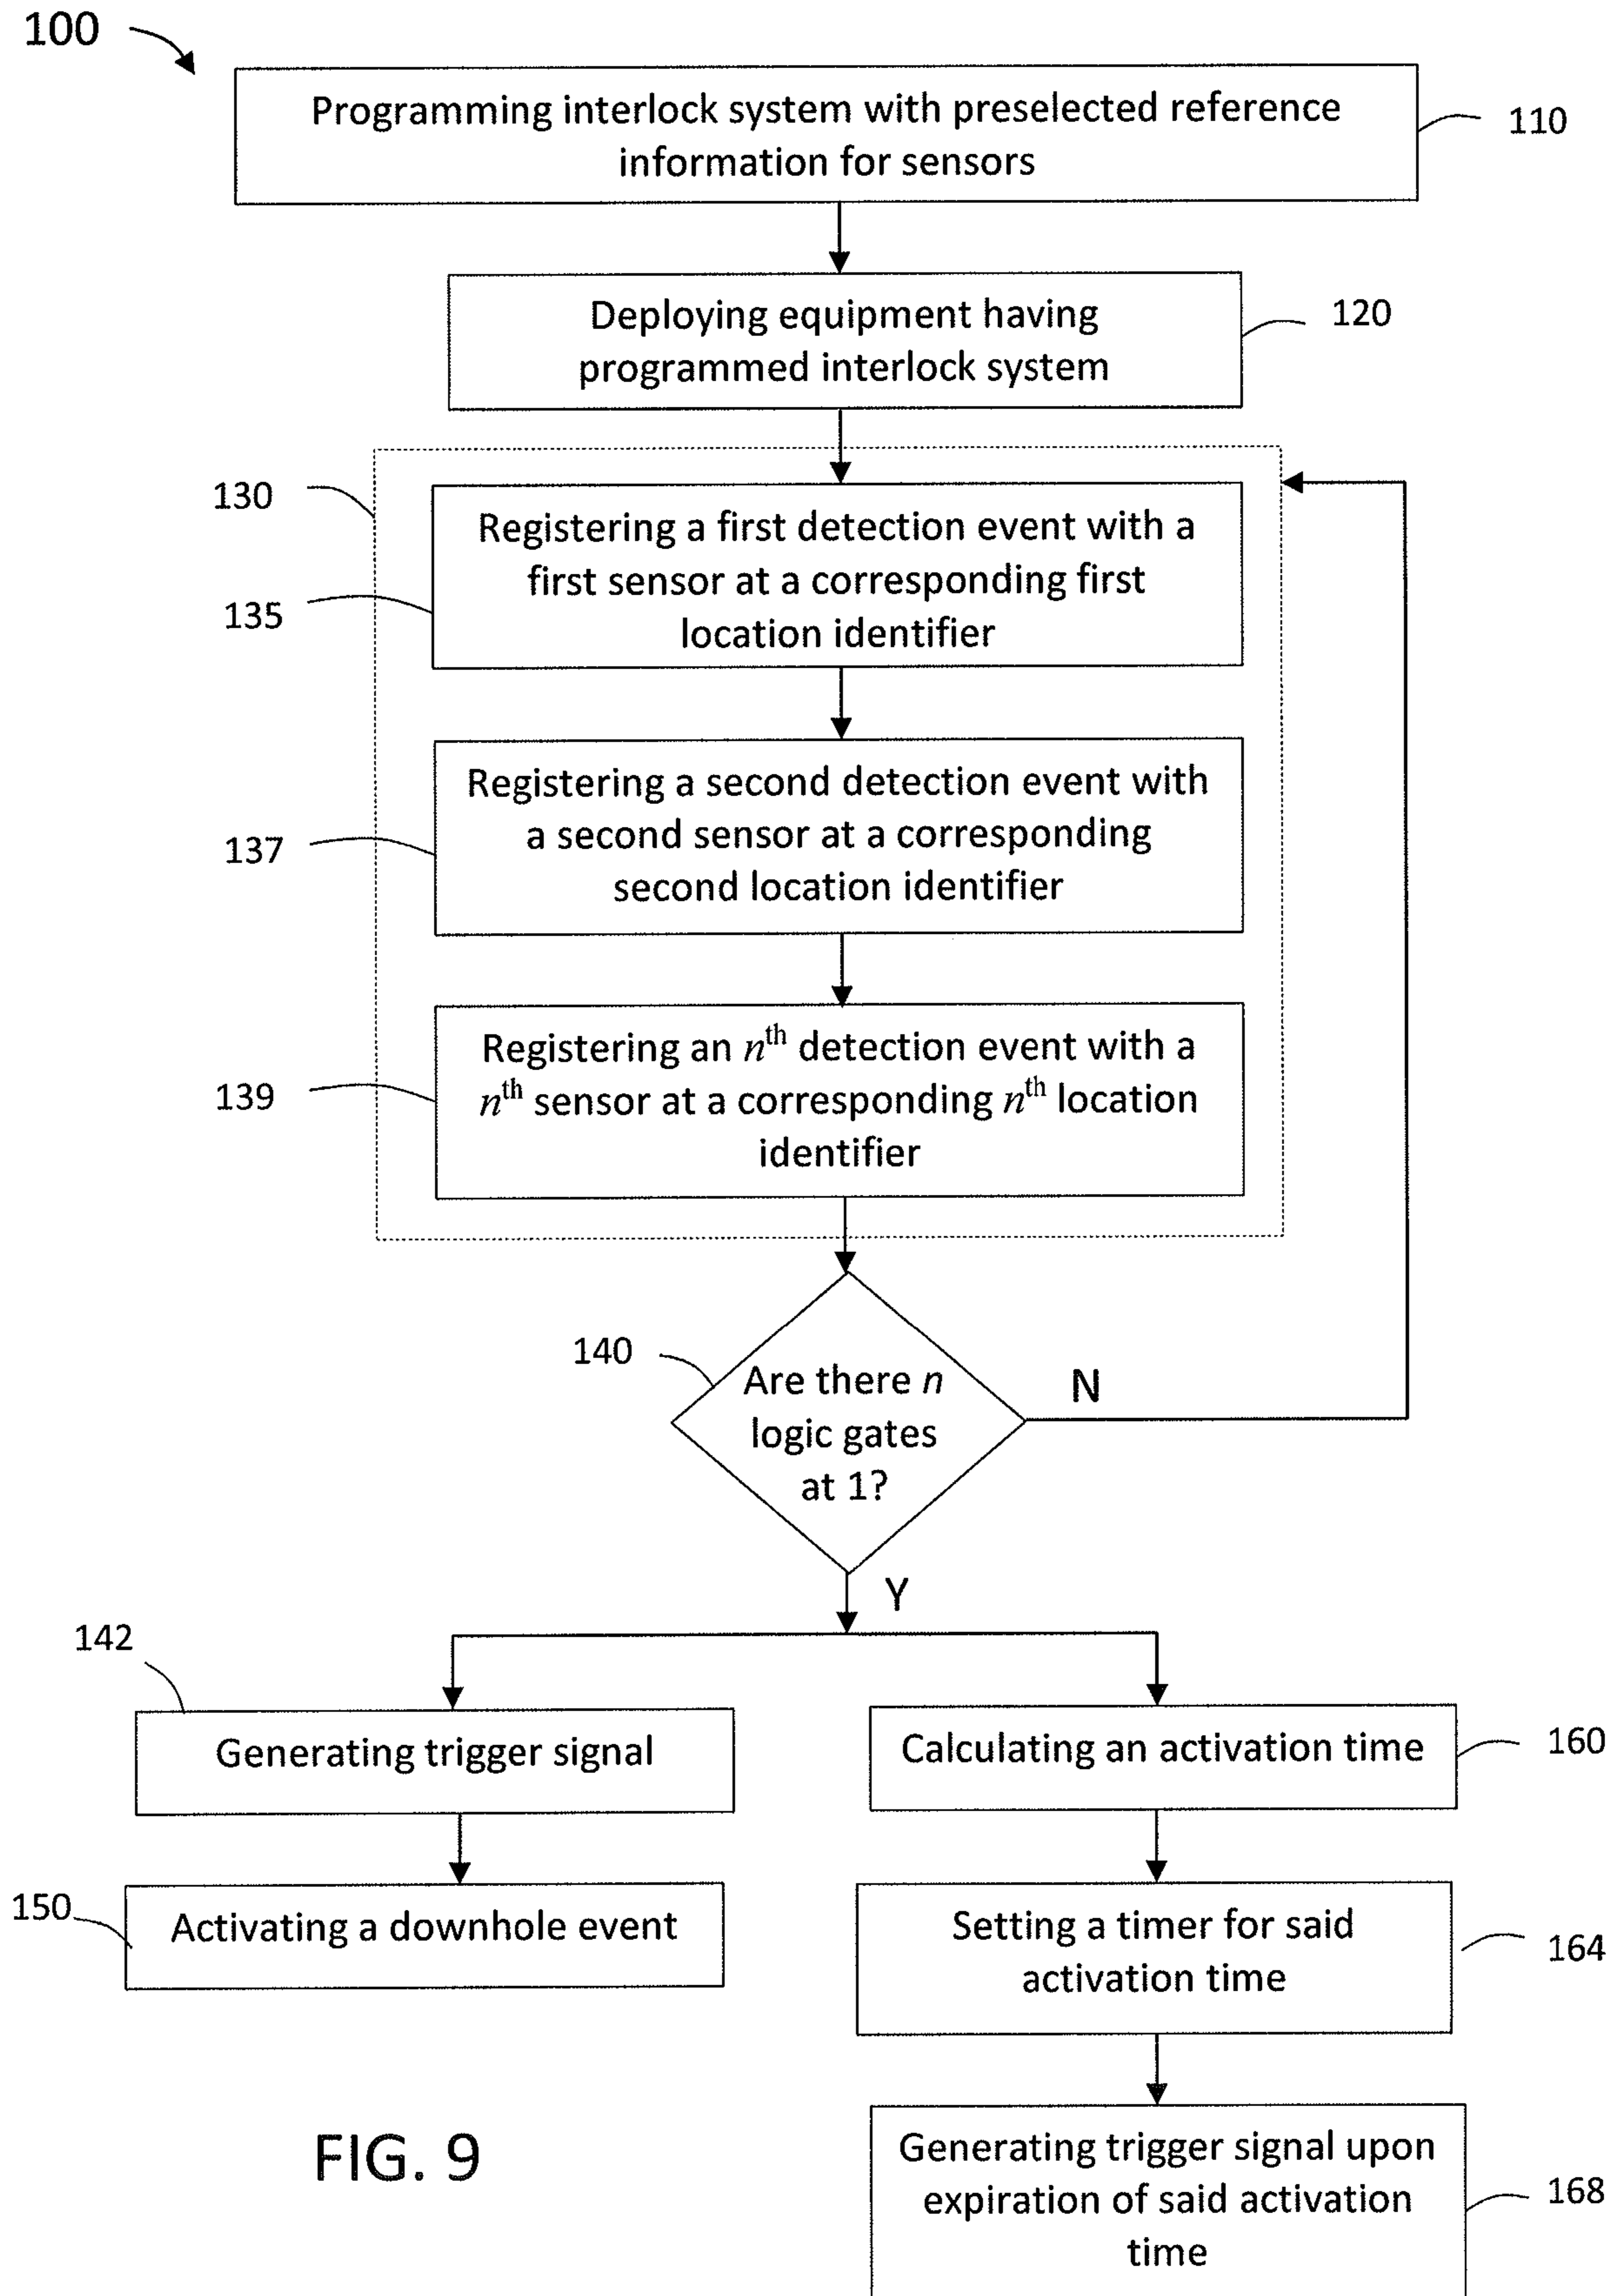 100
Programming interlock system with preselected reference
information for sensors
110
Deploying equipment having
programmed interlock system
120
130
Registering a first detection event with a
first sensor at a corresponding first
location identifier
135
Registering a second detection event with
a second sensor at a corresponding
second location identifier
137
Registering an nth detection event with a
nth sensor at a corresponding nth location
identifier
139
140
Are there n
logic gates
at 1?
N
Y
142
Generating trigger signal
Calculating an activation time
160
150
Activating a downhole event
Setting a timer for said
activation time
164
FIG. 9
Generating trigger signal upon
expiration of said activation
time
168